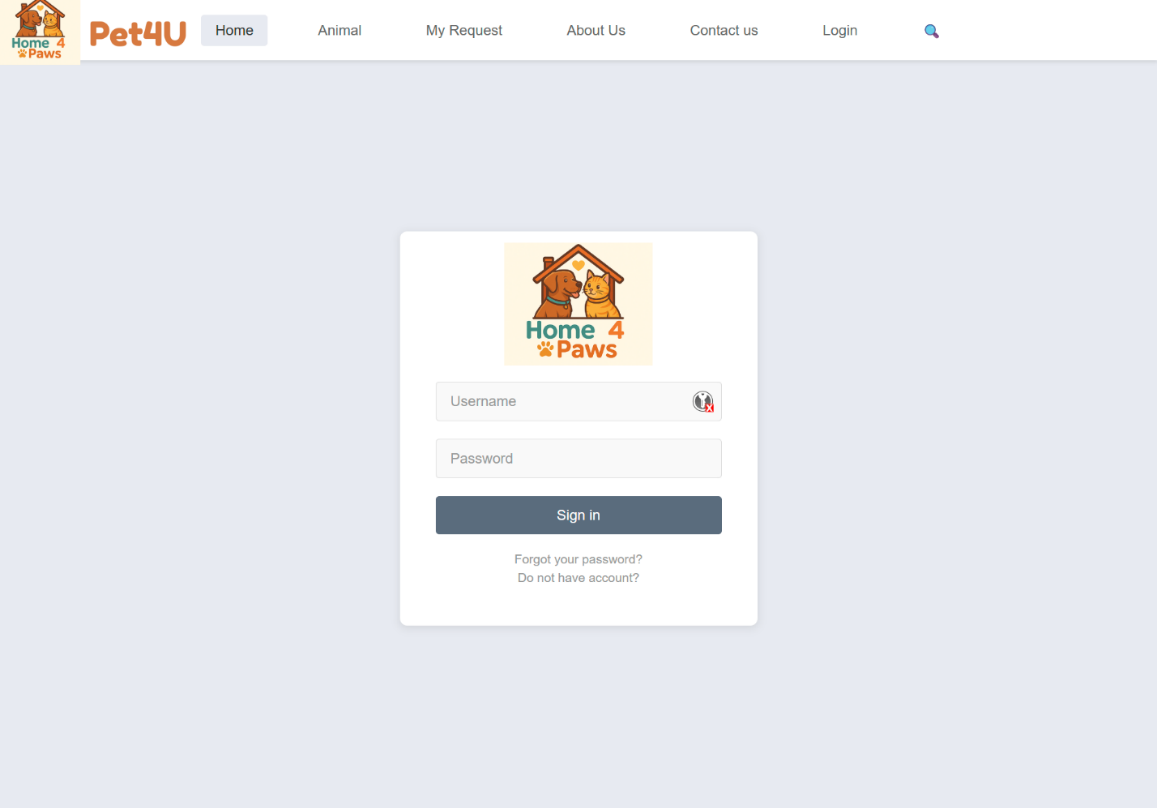 Home 4
Paws
Pet4U
Home
Animal
My Request
About Us
Contact us
Login
Home 4
Paws
Username
Password
Sign in
Forgot your password?
Do not have account?